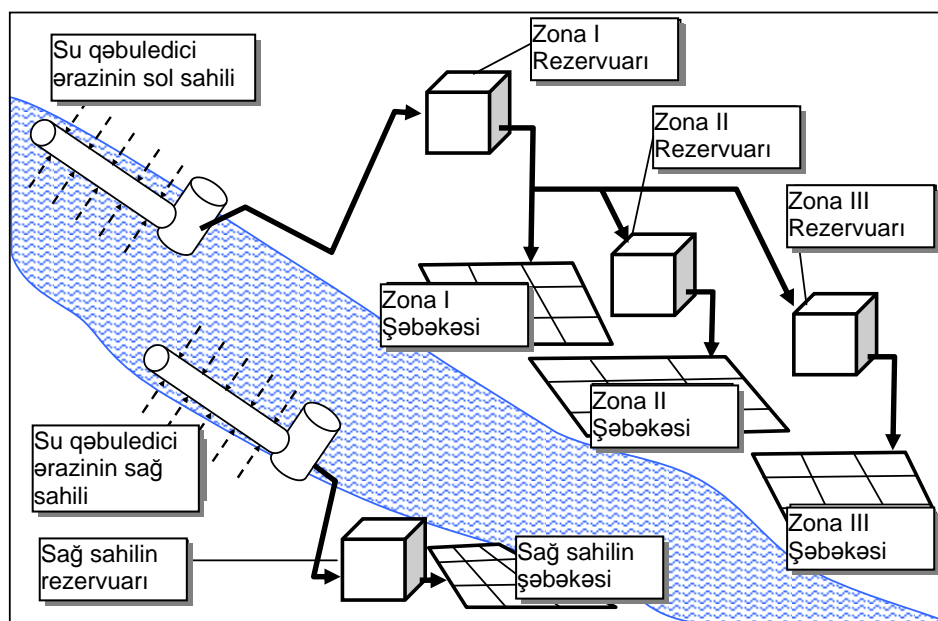 Su qəbuledici
ərazinin sol sahili
Zona I
Rezervuarı
Zona II
Rezervuarı
Zona III
Rezervuarı
Zona I
Şəbəkəsi
Zona II
Şəbəkəsi
Su qəbuledici
ərazinin sağ
sahili
Zona III
Şəbəkəsi
Sağ sahilin
rezervuarı
Sağ sahilin
şəbəkəsi